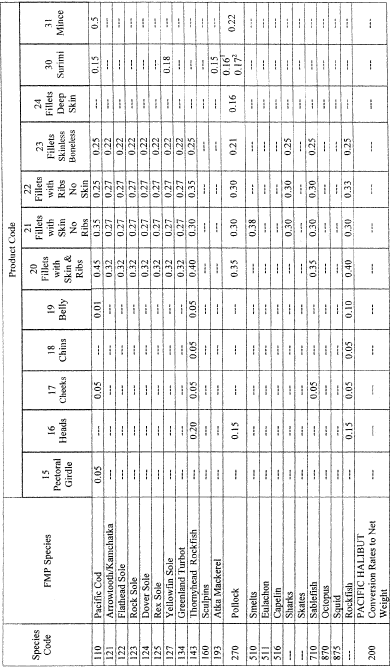 Product Code
Species Code FMP Species 15 Pectoral Girdle 16 Heads 17 Cheeks 18 Chins 19 Belly 20 Fillets with Skin & Ribs 21 Fillets with Skin No Ribs 22 Fillets with Ribs No Skin 23 Fillets Skinless Boneless 24 Fillets Deep Skin 30 Surimi 31 Mince
110 Pacific Cod 0.05 --- 0.05 --- 0.01 0.45 0.35 0.25 0.25 --- 0.15 0.5
121 Arrowtooth/Kamchatka --- --- --- --- --- 0.32 0.27 0.27 0.22 --- --- ---
122 Flathead Sole --- --- --- --- --- 0.32 0.27 0.27 0.22 --- --- ---
123 Rock Sole --- --- --- --- --- 0.32 0.27 0.27 0.22 --- --- ---
124 Dover Sole --- --- --- --- --- 0.32 0.27 0.27 0.22 --- --- ---
125 Rex Sole --- --- --- --- --- 0.32 0.27 0.27 0.22 --- --- ---
127 Yellowfin Sole --- --- --- --- --- 0.32 0.27 0.27 0.22 --- 0.18 ---
134 Greenland Turbot --- --- --- --- --- 0.32 0.27 0.27 0.22 --- --- ---
143 Thornyhead Rockfish --- 0.20 0.05 0.05 0.05 0.40 0.30 0.35 0.25 --- --- ---
160 Sculpins --- --- --- --- --- --- --- --- --- --- --- ---
193 Atka Mackerel --- --- --- --- --- --- --- --- --- --- 0.15 ---
270 Pollock --- 0.15 --- --- --- 0.35 0.30 0.30 0.21 0.16 0.16¹ 0.17² 0.22
510 Smelts --- --- --- --- --- --- 0.38 --- --- --- --- ---
511 Eulachon --- --- --- --- --- --- --- --- --- --- --- ---
516 Capelin --- --- --- --- --- --- --- --- --- --- --- ---
--- Sharks --- --- --- --- --- --- 0.30 0.30 0.25 --- --- ---
--- Skates --- --- --- --- --- --- --- --- --- --- --- ---
710 Sablefish --- --- 0.05 --- --- 0.35 0.30 0.30 0.25 --- --- ---
870 Octopus --- --- --- --- --- --- --- --- --- --- --- ---
875 Squid --- --- --- --- --- --- --- --- --- --- --- ---
--- Rockfish --- 0.15 0.05 0.05 0.10 0.40 0.30 0.33 0.25 --- --- ---
200 PACIFIC HALIBUT Conversion Rates to Net Weight --- --- --- --- --- --- --- --- --- --- --- ---